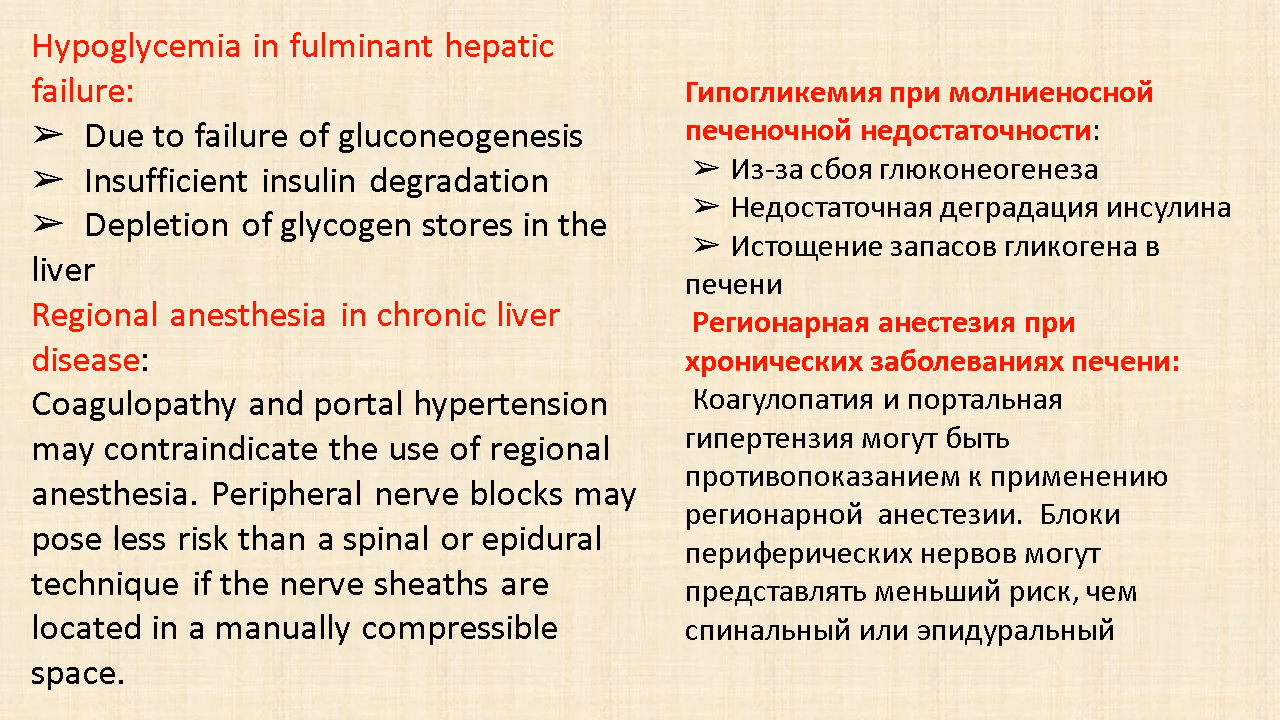 Hypoglycemia in fulminant hepatic
failure:
➢ Due to failure of gluconeogenesis
➢ Insufficient insulin degradation
➢ Depletion of glycogen stores in the
liver
Regional anesthesia in chronic liver
disease:
Coagulopathy and portal hypertension
may contraindicate the use of regional
anesthesia. Peripheral nerve blocks may
pose less risk than a spinal or epidural
technique if the nerve sheaths are
located in a manually compressible
space.
Гипогликемия при молниеносной
печеночной недостаточности:
➢ Из-за сбоя глюконеогенеза
➢ Недостаточная деградация инсулина
➢ Истощение запасов гликогена в
печени
Регионарная анестезия при
хронических заболеваниях печени:
Коагулопатия и портальная
гипертензия могут быть
противопоказанием к применению
регионарной анестезии. Блоки
периферических нервов могут
представлять меньший риск, чем
спинальный или эпидуральный